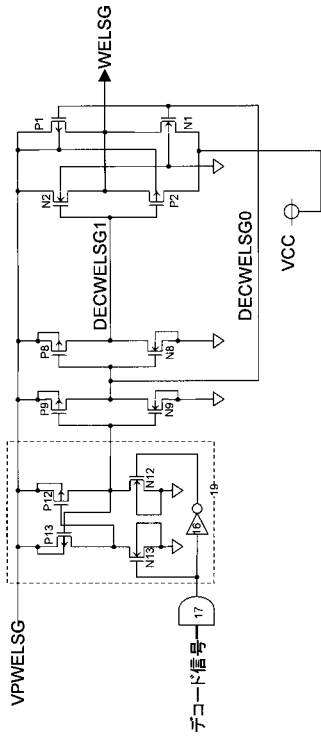 VPWELSG
WELSG
P1
N1
N2
P2
DECWELSG1
DECWELSG0
VCC
P8
N8
P9
N9
P12
P13
N12
N13
16
19
17
デコード信号